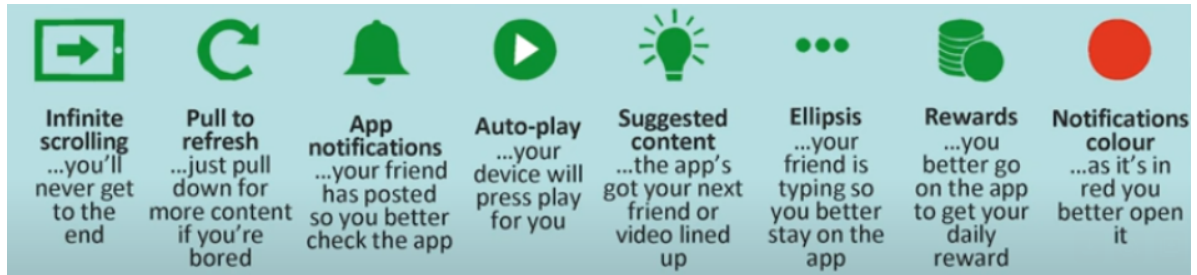 Infinite
scrolling
...you'll
never get
to the
end
Pull to
refresh
...just pull
down for
more content
if you're
bored
App
notifications
...your friend
has posted
so you better
check the app
Auto-play
...your
device will
press play
for you
Suggested
content
...the app's
got your next
friend or
video lined
up
Ellipsis
...your
friend is
typing so
you better
stay on the
app
Rewards
...you
better go
on the app
to get your
daily
reward
Notifications
colour
...as it's in
red you
better open
it